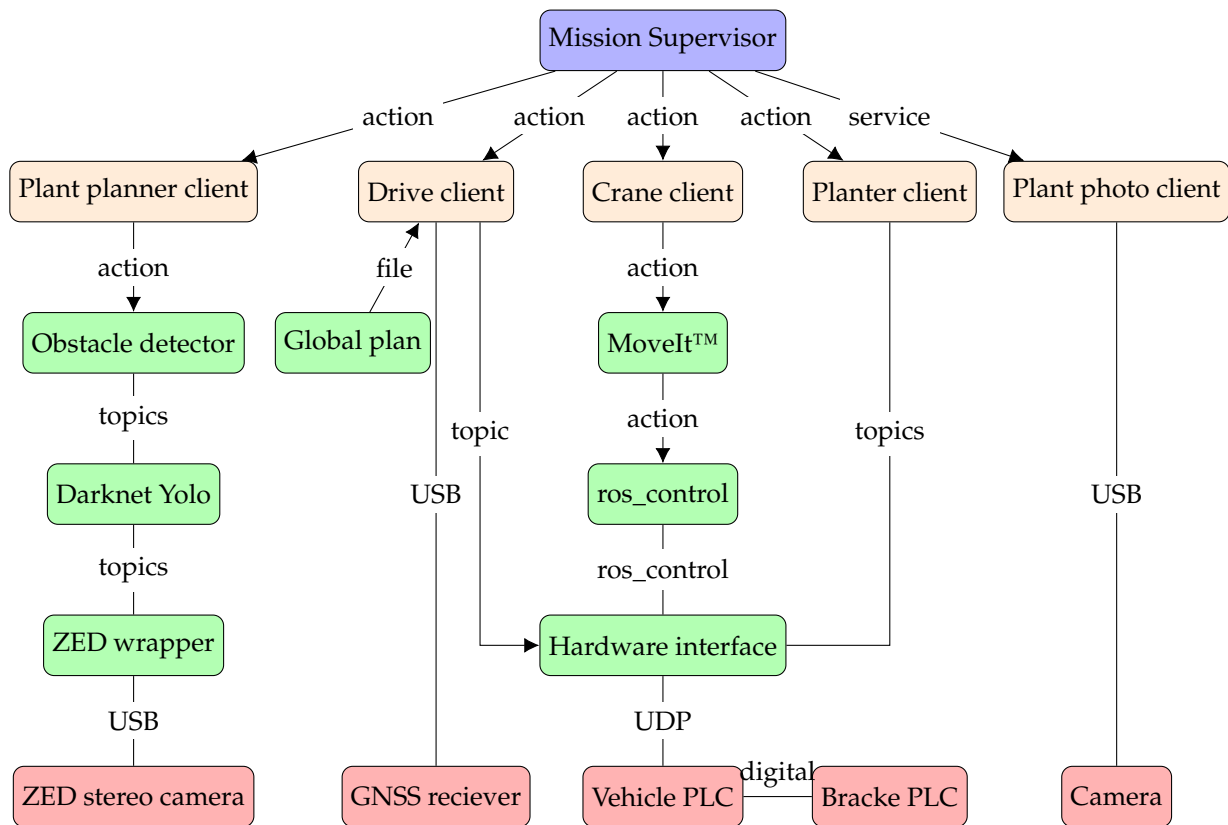 Mission Supervisor
action
action
action
action
service
Plant planner client
Drive client
Crane client
Planter client
Plant photo client
action
file
action
Obstacle detector
Global plan
MoveIt™
topics
topic
action
topics
Darknet Yolo
USB
ros_control
USB
topics
ros_control
ZED wrapper
Hardware interface
USB
UDP
digital
ZED stereo camera
GNSS reciever
Vehicle PLC
Bracke PLC
Camera